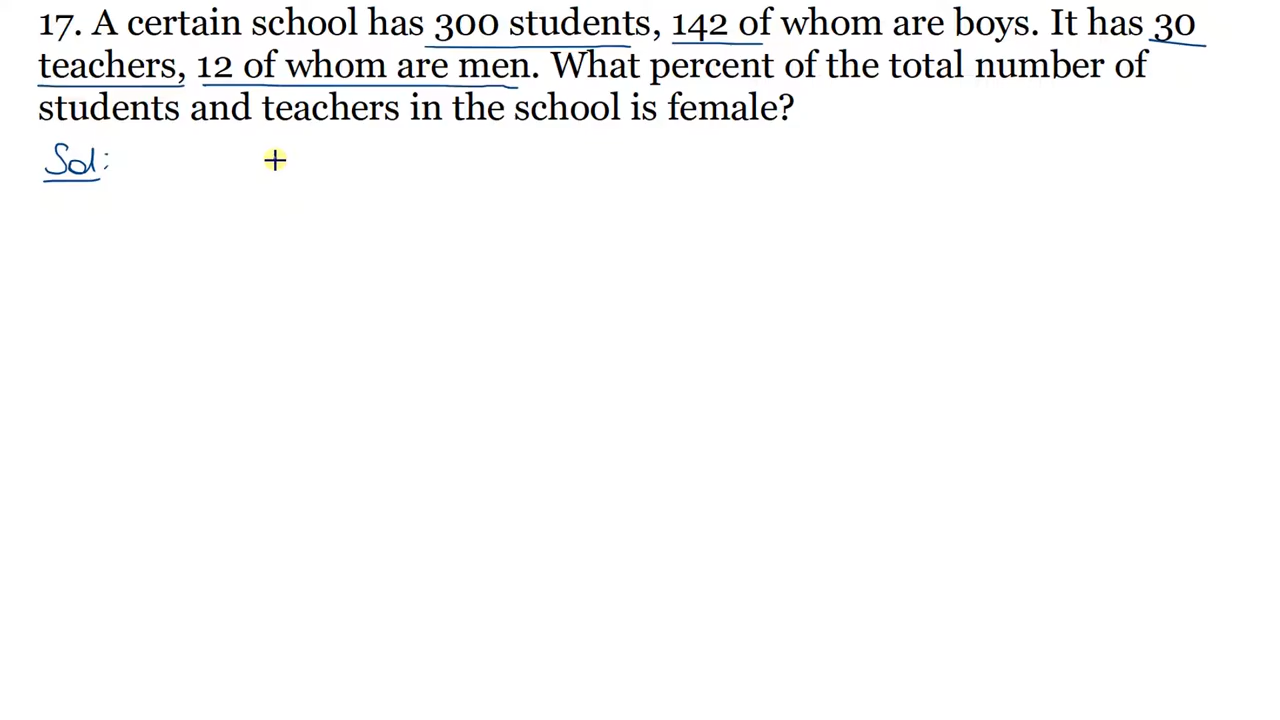 17. A certain school has 300 students, 142 of whom are boys. It has 30
teachers, 12 of whom are men. What percent of the total number of
students and teachers in the school is female?
Sol: